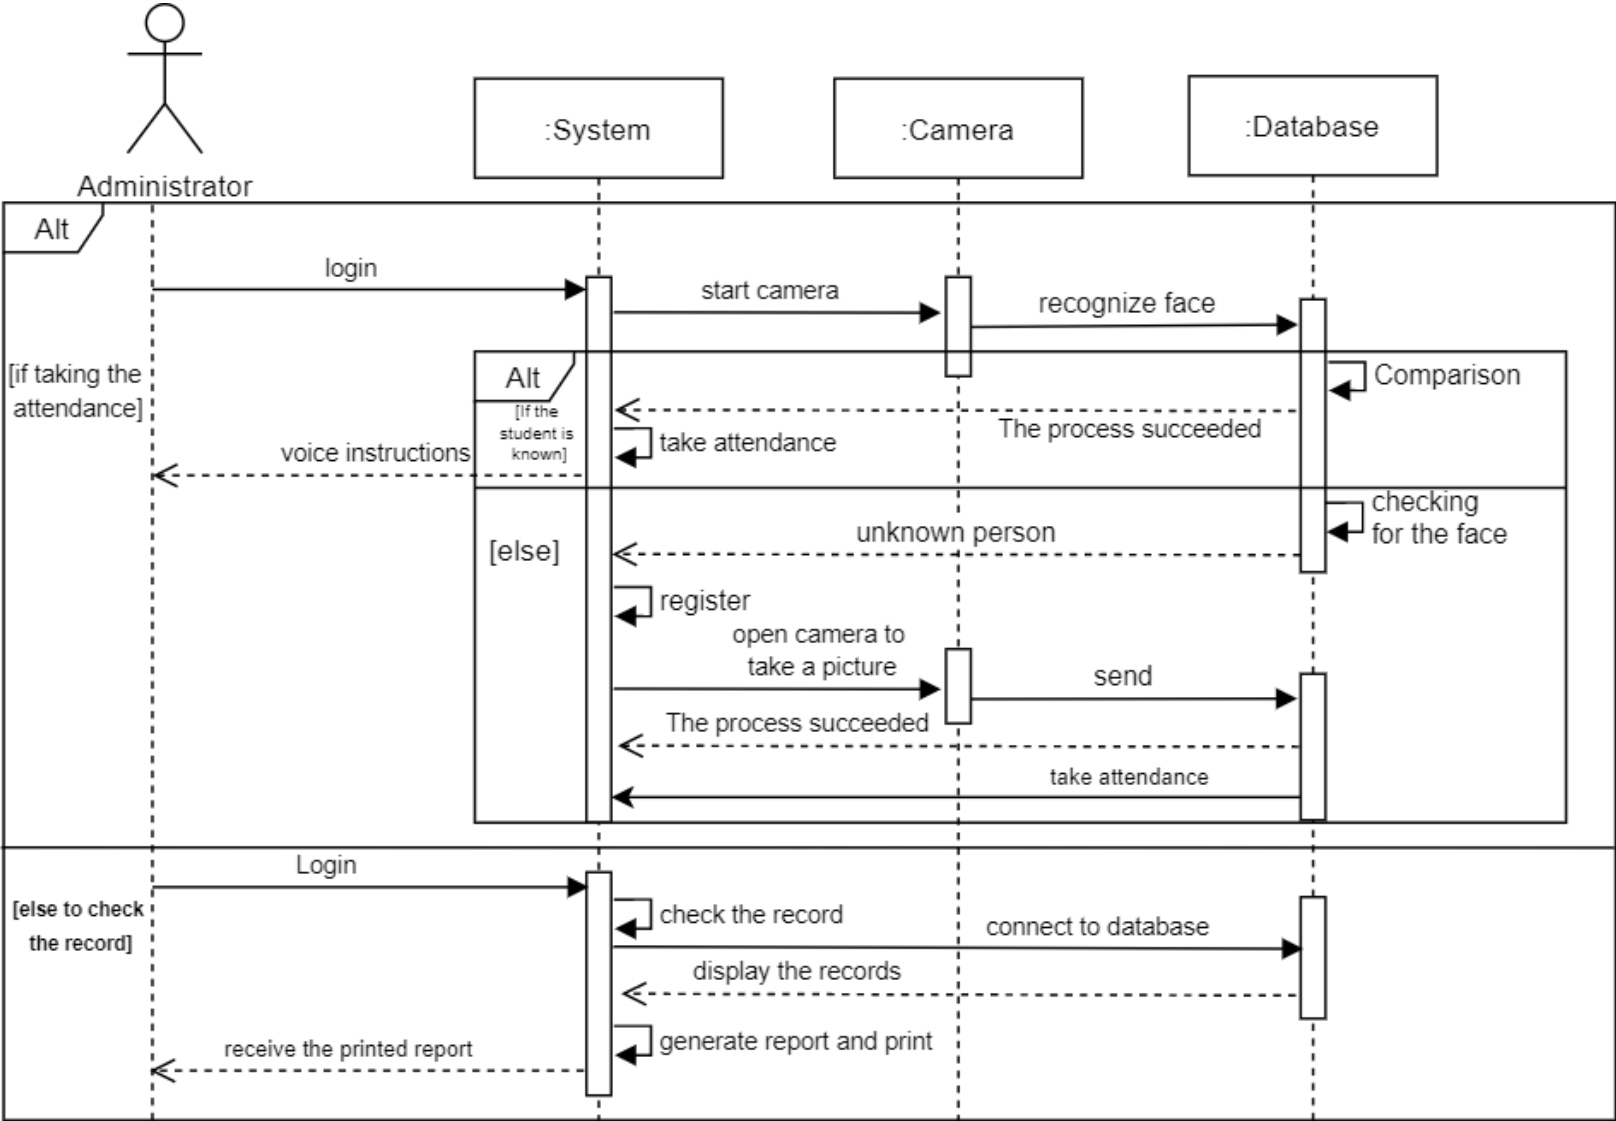 :System
:Camera
:Database
Administrator
Alt
login
start camera
recognize face
[if taking the
attendance]
Alt
[If the
student is
known]
Comparison
The process succeeded
take attendance
voice instructions
checking
for the face
[else]
unknown person
register
open camera to
take a picture
send
The process succeeded
take attendance
Login
[else to check
the record]
check the record
connect to database
display the records
generate report and print
receive the printed report